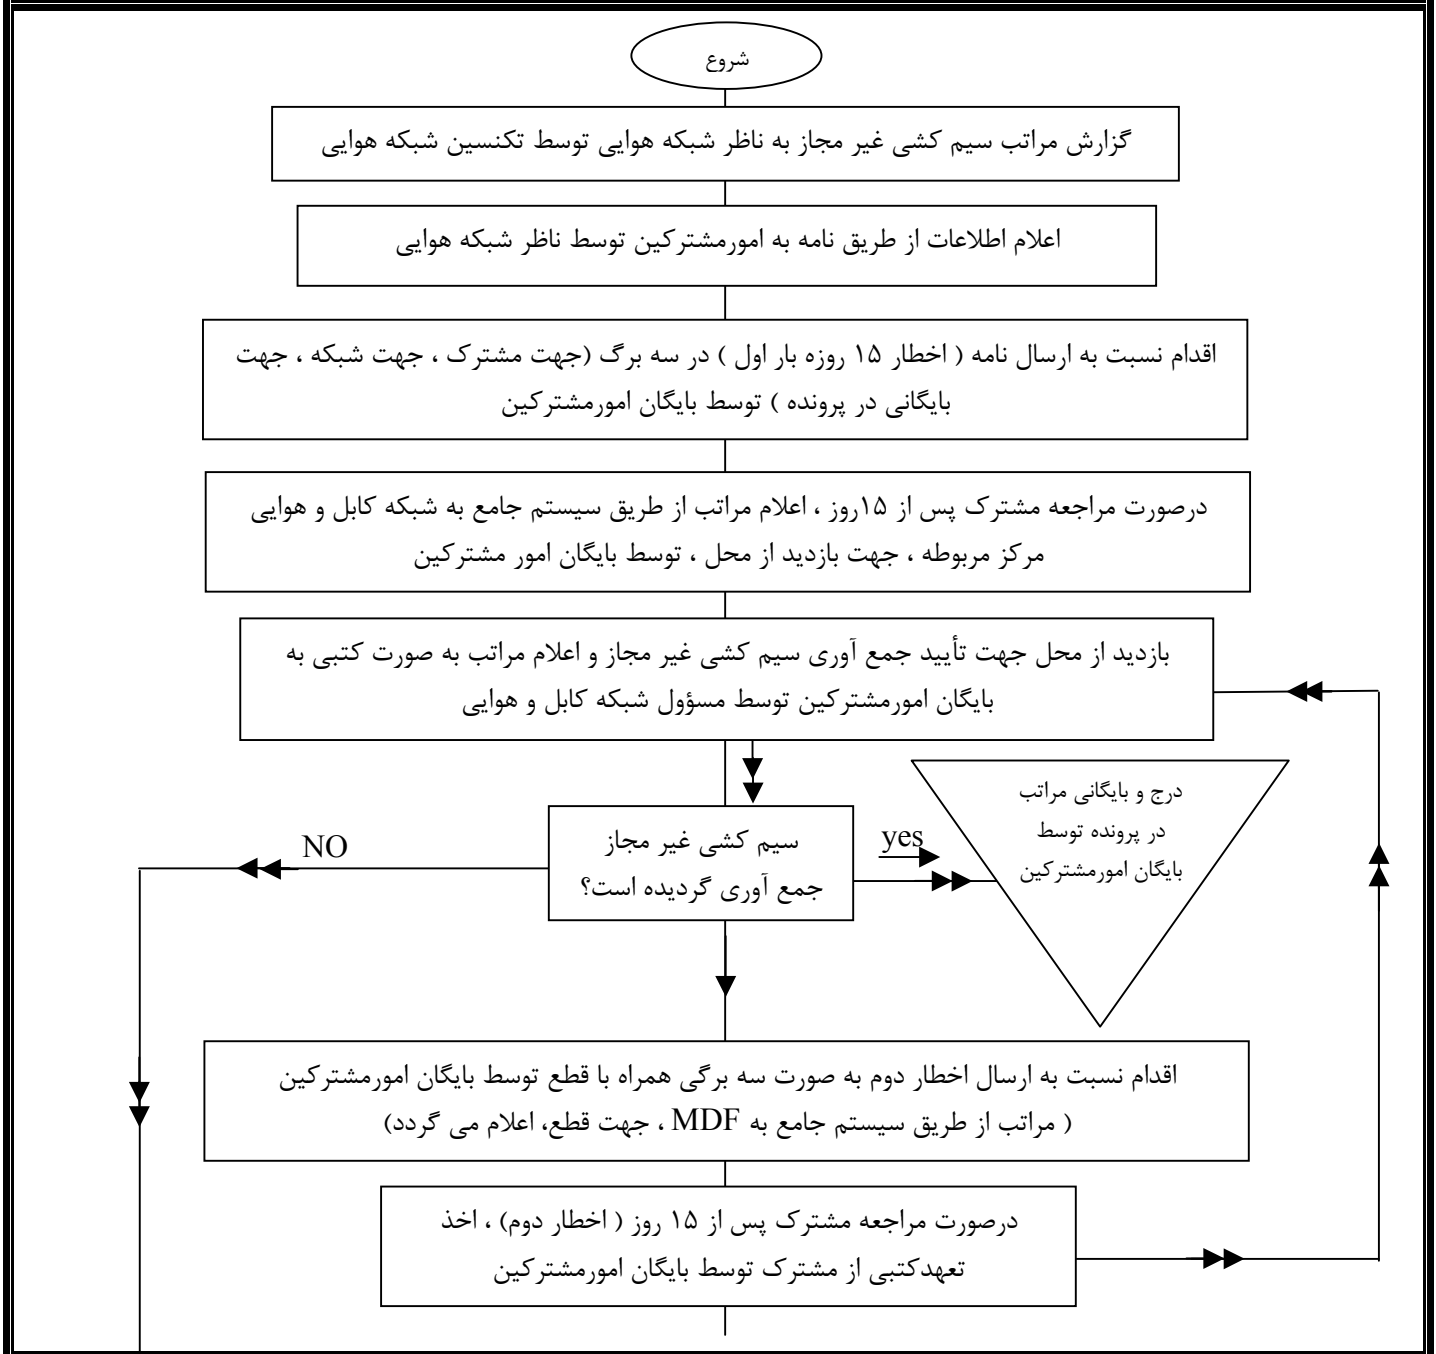 شروع
گزارش مراتب سیم کشی غیر مجاز به ناظر شبکه هوایی توسط تکنسین شبکه هوایی
اعلام اطلاعات از طریق نامه به امورمشترکین توسط ناظر شبکه هوایی
اقدام نسبت به ارسال نامه ( اخطار ۱۵ روزه بار اول ) در سه برگ (جهت مشترک ، جهت شبکه ، جهت
بایگانی در پرونده ) توسط بایگان امورمشترکین
درصورت مراجعه مشترک پس از ۱۵روز ، اعلام مراتب از طریق سیستم جامع به شبکه کابل و هوایی
مرکز مربوطه ، جهت بازدید از محل ، توسط بایگان امور مشترکین
بازدید از محل جهت تأیید جمع آوری سیم کشی غیر مجاز و اعلام مراتب به صورت کتبی به
بایگان امورمشترکین توسط مسؤول شبکه کابل و هوایی
درج و بایگانی مراتب
در پرونده توسط
بایگان امورمشترکین
yes
سیم کشی غیر مجاز
جمع آوری گردیده است؟
NO
اقدام نسبت به ارسال اخطار دوم به صورت سه برگی همراه با قطع توسط بایگان امورمشترکین
( مراتب از طریق سیستم جامع به MDF ، جهت قطع، اعلام می گردد)
درصورت مراجعه مشترک پس از ۱۵ روز ( اخطار دوم) ، اخذ
تعهدکتبی از مشترک توسط بایگان امورمشترکین